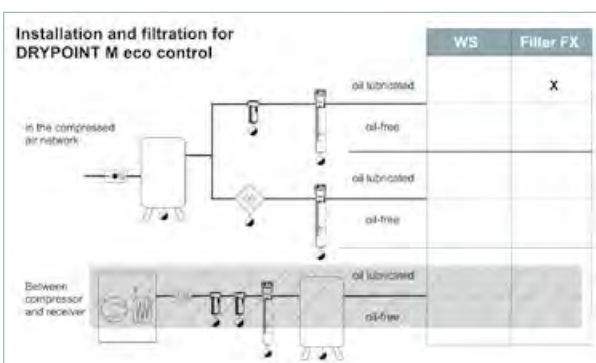 Installation and filtration for
DRYPOINT M eco control
WS
Filter FX
oil lubricated
X
in the compressed
air network
oil-free
oil lubricated
oil-free
Between
compressor
and receiver
oil lubricated
oil-free